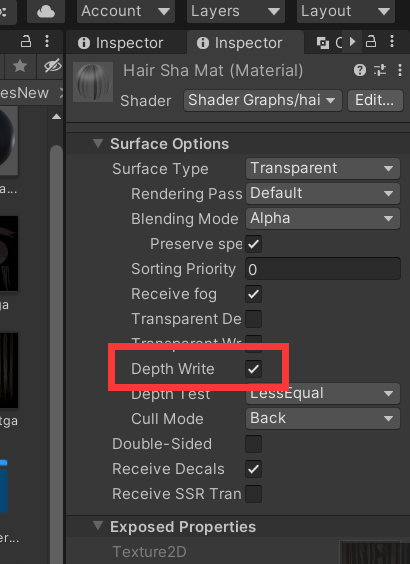 Account
Layers
Layout
Inspector
Inspector
C
esNew
Hair Sha Mat (Material)
Shader
Shader Graphs/hai
Edit...
a...
Surface Options
Surface Type
Transparent
Rendering Pass
Default
Blending Mode
Alpha
Preserve spe
Sorting Priority
0
Receive fog
ga
Transparent De
Transparent Wr
Depth Write
Depth Test
LessEqual
tga
Cull Mode
Back
Double-Sided
Receive Decals
Receive SSR Tran
Exposed Properties
er...
Texture2D